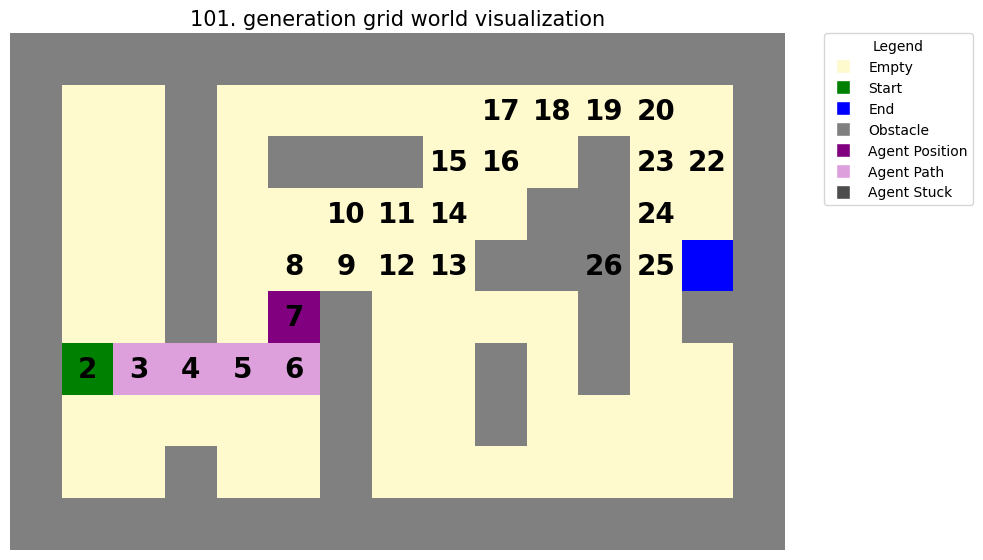 101. generation grid world visualization
17 18 19 20
15 16 23 22
10 11 14 24
8 9 12 13 26 25
7
2 3 4 5 6
Legend
Empty
Start
End
Obstacle
Agent Position
Agent Path
Agent Stuck